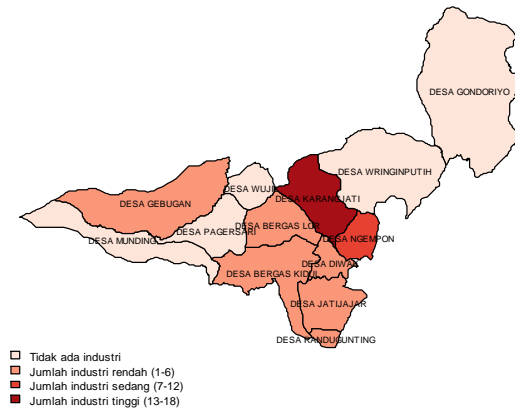 DESA GONDORIYO
DESA WRINGINPUTIH
DESA WUJIL
DESA KARANGJATI
DESA GEBUGAN
DESA PAGERSARI
DESA BERGAS LOR
DESA MUNDING
DESA NGEMPON
DESA DIWAK
DESA BERGAS KIDUL
DESA JATIJAJAR
DESA RANDUGUNTING
Tidak ada industri
Jumlah industri rendah (1-6)
Jumlah industri sedang (7-12)
Jumlah industri tinggi (13-18)